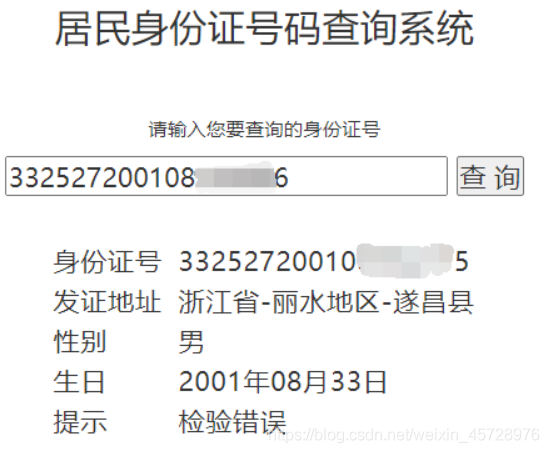 居民身份证号码查询系统
请输入您要查询的身份证号
332527200108 6 查 询
身份证号 33252720010 5
发证地址 浙江省-丽水地区-遂昌县
性别 男
生日 2001年08月33日
提示 检验错误
https://blog.csdn.net/weixin_45728976